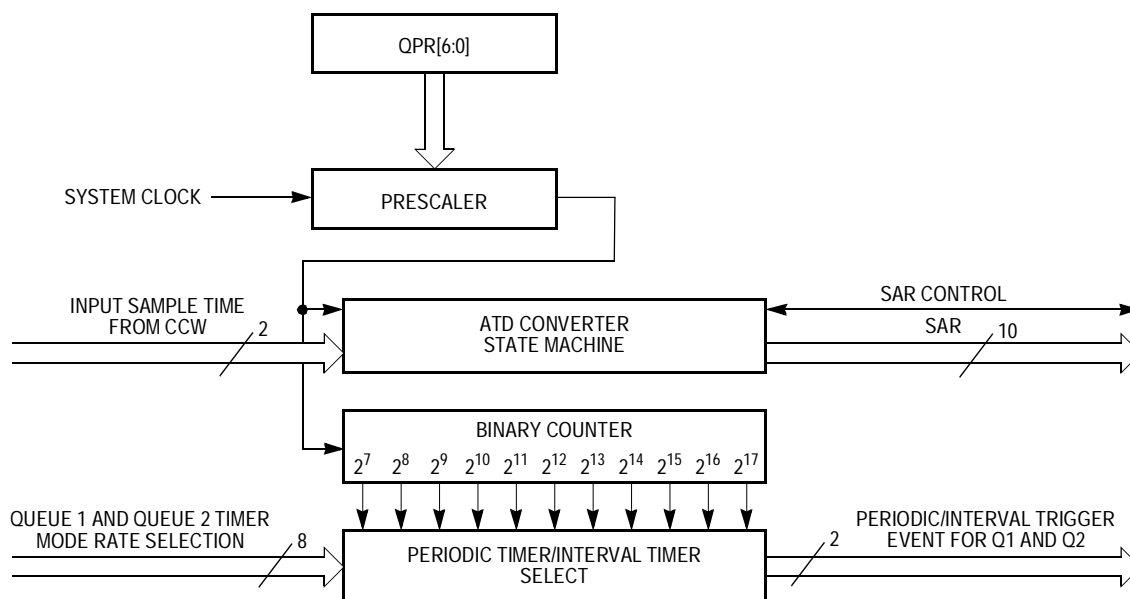 QPR[6:0]
SYSTEM CLOCK
PRESCALER
INPUT SAMPLE TIME
FROM CCW
2
ATD CONVERTER
STATE MACHINE
SAR CONTROL
SAR
10
BINARY COUNTER
2^7 2^8 2^9 2^10 2^11 2^12 2^13 2^14 2^15 2^16 2^17
QUEUE 1 AND QUEUE 2 TIMER
MODE RATE SELECTION
8
PERIODIC TIMER/INTERVAL TIMER
SELECT
PERIODIC/INTERVAL TRIGGER
EVENT FOR Q1 AND Q2
2